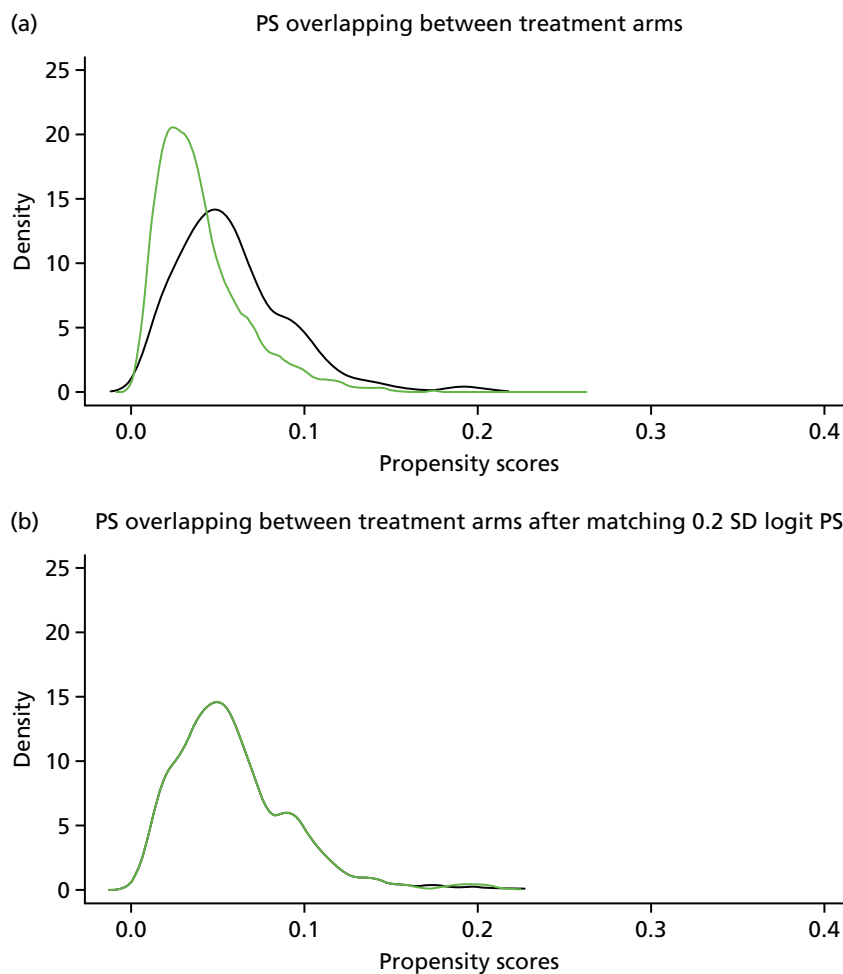 (a) PS overlapping between treatment arms
25
20
15
10
5
0
Density
0.0 0.1 0.2 0.3 0.4
Propensity scores
(b) PS overlapping between treatment arms after matching 0.2 SD logit PS
25
20
15
10
5
0
Density
0.0 0.1 0.2 0.3 0.4
Propensity scores